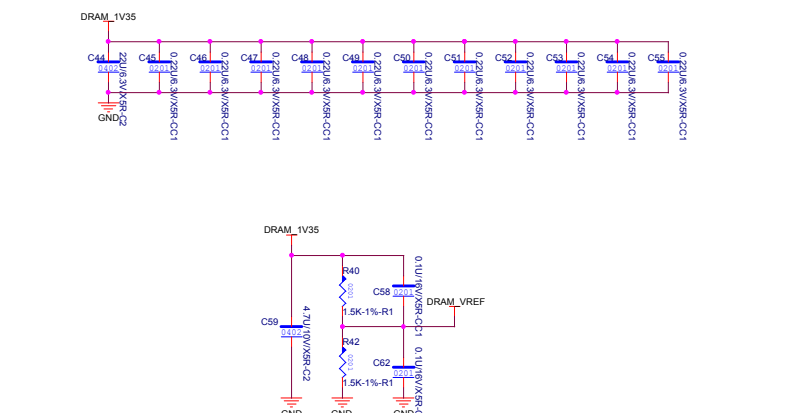 DRAM_1V35
C44
0402
22U/6.3V/X5R-C2
C45
0201
0.22U/6.3V/X5R-CC1
C46
0201
0.22U/6.3V/X5R-CC1
C47
0201
0.22U/6.3V/X5R-CC1
C48
0201
0.22U/6.3V/X5R-CC1
C49
0201
0.22U/6.3V/X5R-CC1
C50
0201
0.22U/6.3V/X5R-CC1
C51
0201
0.22U/6.3V/X5R-CC1
C52
0201
0.22U/6.3V/X5R-CC1
C53
0201
0.22U/6.3V/X5R-CC1
C54
0201
0.22U/6.3V/X5R-CC1
C55
0201
0.22U/6.3V/X5R-CC1
GND
DRAM_1V35
R40
0201
1.5K-1%-R1
C58
0201
0.1U/16V/X5R-CC1
DRAM_VREF
C59
0402
4.7U/10V/X5R-C2
R42
0201
1.5K-1%-R1
C62
0201
0.1U/16V/X5R-C
GND
GND
GND